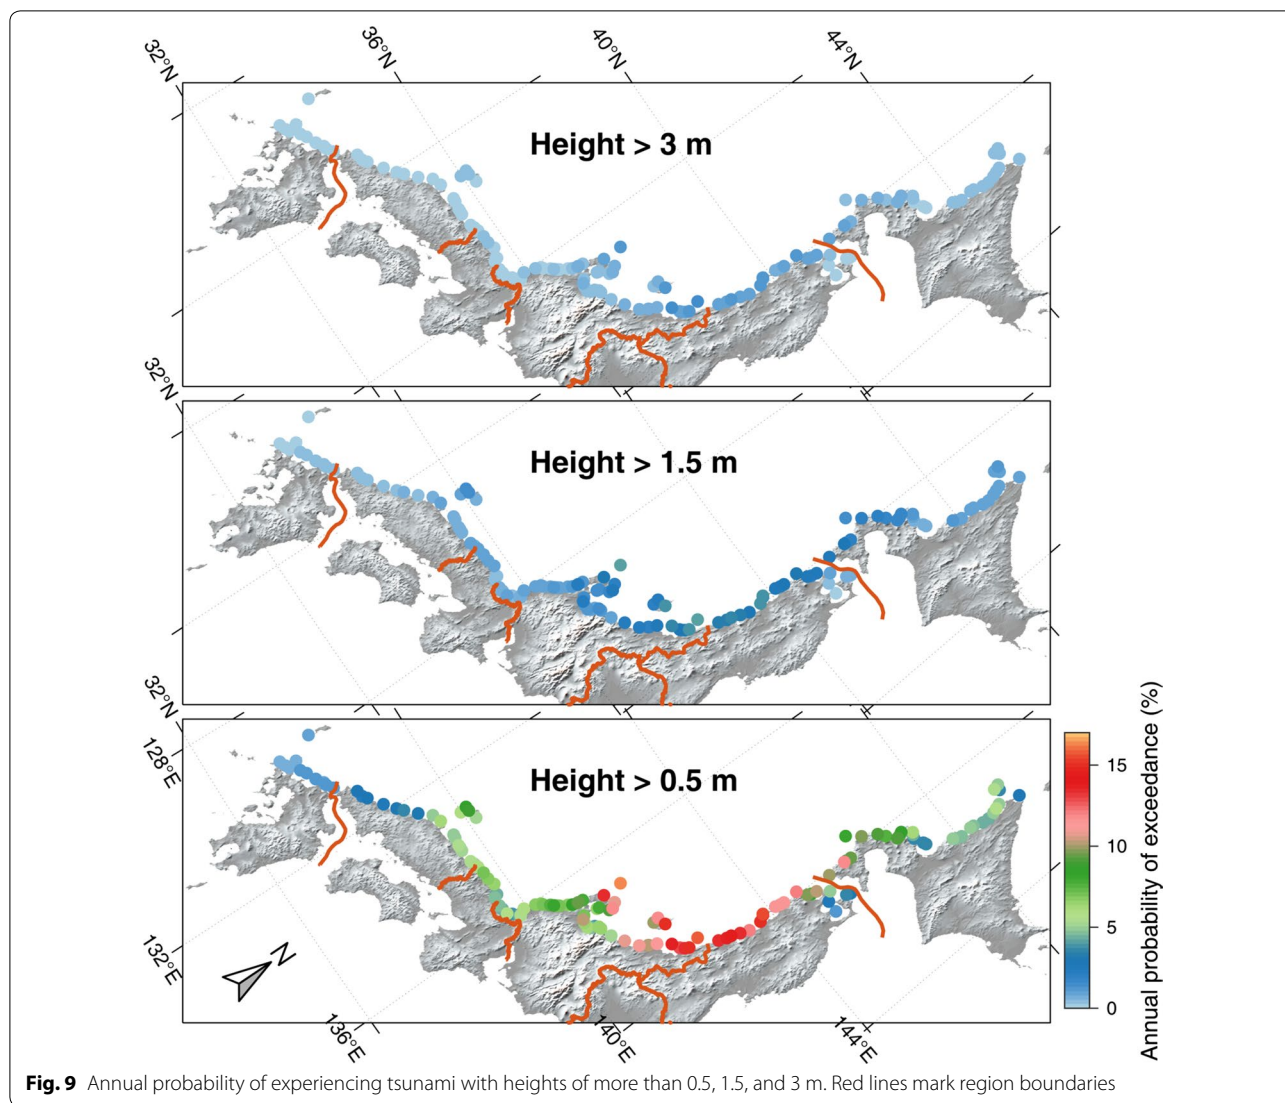 32°N
36°N
40°N
44°N
Height > 3 m
32°N
Height > 1.5 m
32°N
128°E
Height > 0.5 m
132°E
N
136°E
140°E
144°E
15
10
5
0
Annual probability of exceedance (%)
Fig. 9 Annual probability of experiencing tsunami with heights of more than 0.5, 1.5, and 3 m. Red lines mark region boundaries